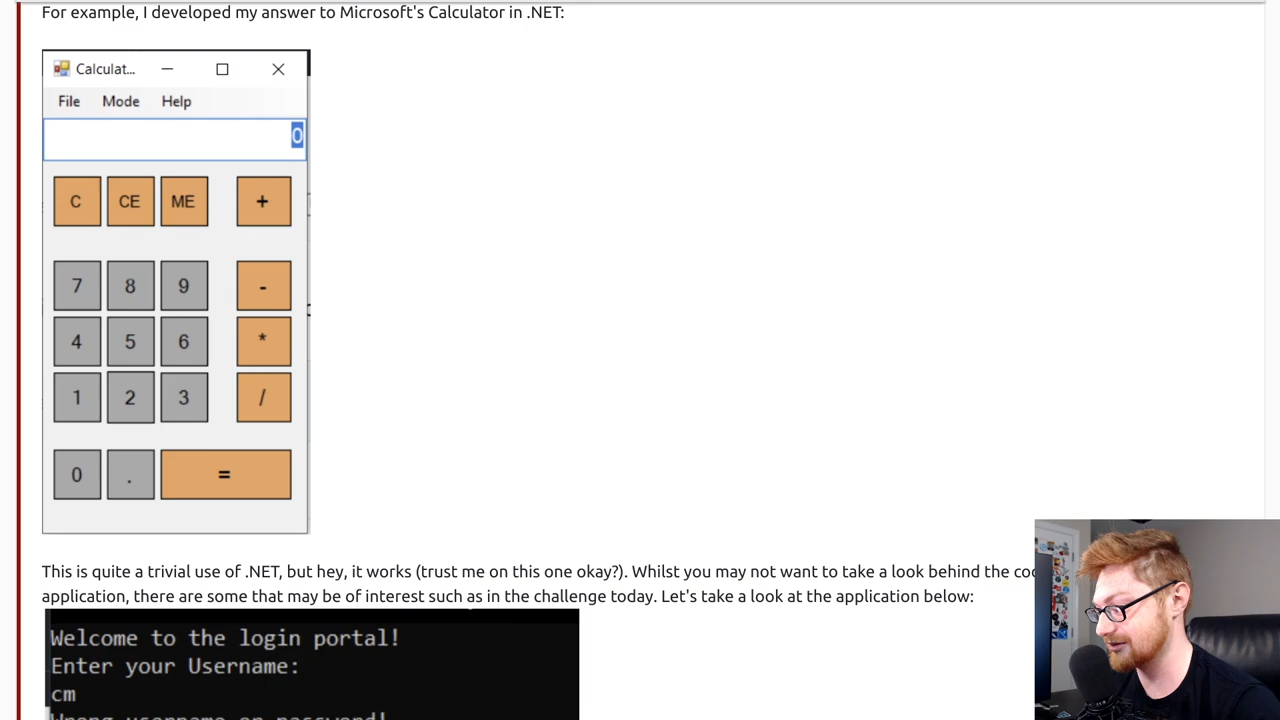 For example, I developed my answer to Microsoft's Calculator in .NET:
Calculat...
File Mode Help
0
C CE ME +
7 8 9 -
4 5 6 *
1 2 3 /
0 . =
This is quite a trivial use of .NET, but hey, it works (trust me on this one okay?). Whilst you may not want to take a look behind the
application, there are some that may be of interest such as in the challenge today. Let's take a look at the application below:
Welcome to the login portal!
Enter your Username:
cm
Wrong username or password!